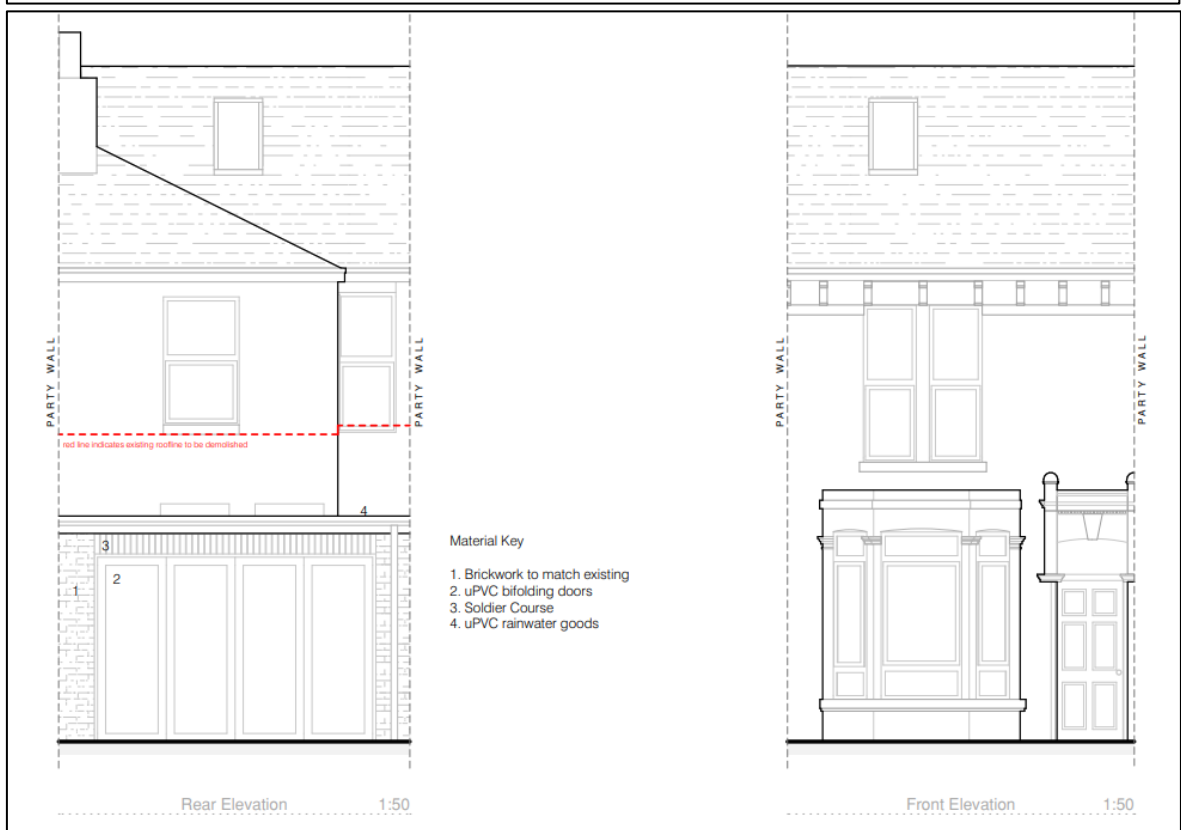 PARTY WALL
PARTY WALL
red line indicates existing roofline to be demolished
4
3
2
1
Material Key
1. Brickwork to match existing
2. uPVC bifolding doors
3. Soldier Course
4. uPVC rainwater goods
PARTY WALL
PARTY WALL
Rear Elevation 1:50
Front Elevation 1:50